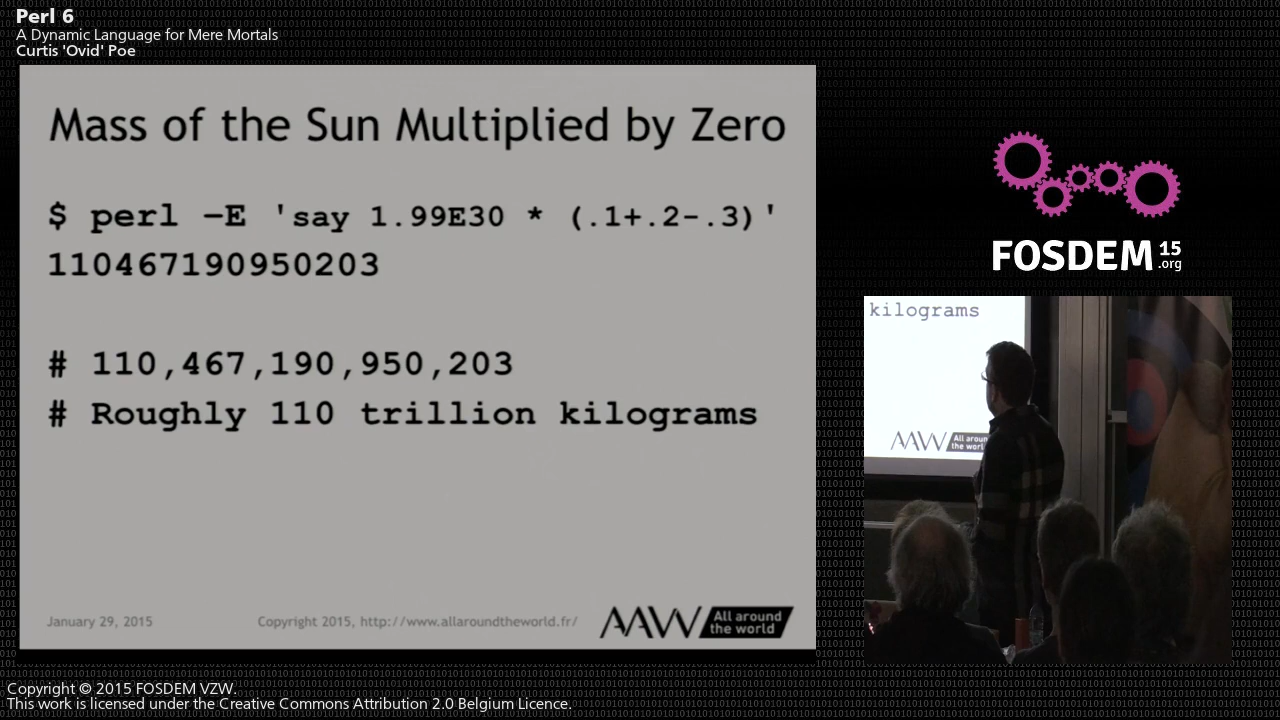 Perl 6
A Dynamic Language for Mere Mortals
Curtis 'Ovid' Poe
Mass of the Sun Multiplied by Zero
$ perl -E 'say 1.99E30 * (.1+.2-.3)'
110467190950203
# 110,467,190,950,203
# Roughly 110 trillion kilograms
January 29, 2015
Copyright 2015, http://www.allaroundtheworld.fr/
AAW All around
the world
FOSDEM 15
.org
kilograms
AAW All aroun
the worl
Copyright © 2015 FOSDEM VZW.
This work is licensed under the Creative Commons Attribution 2.0 Belgium Licence.